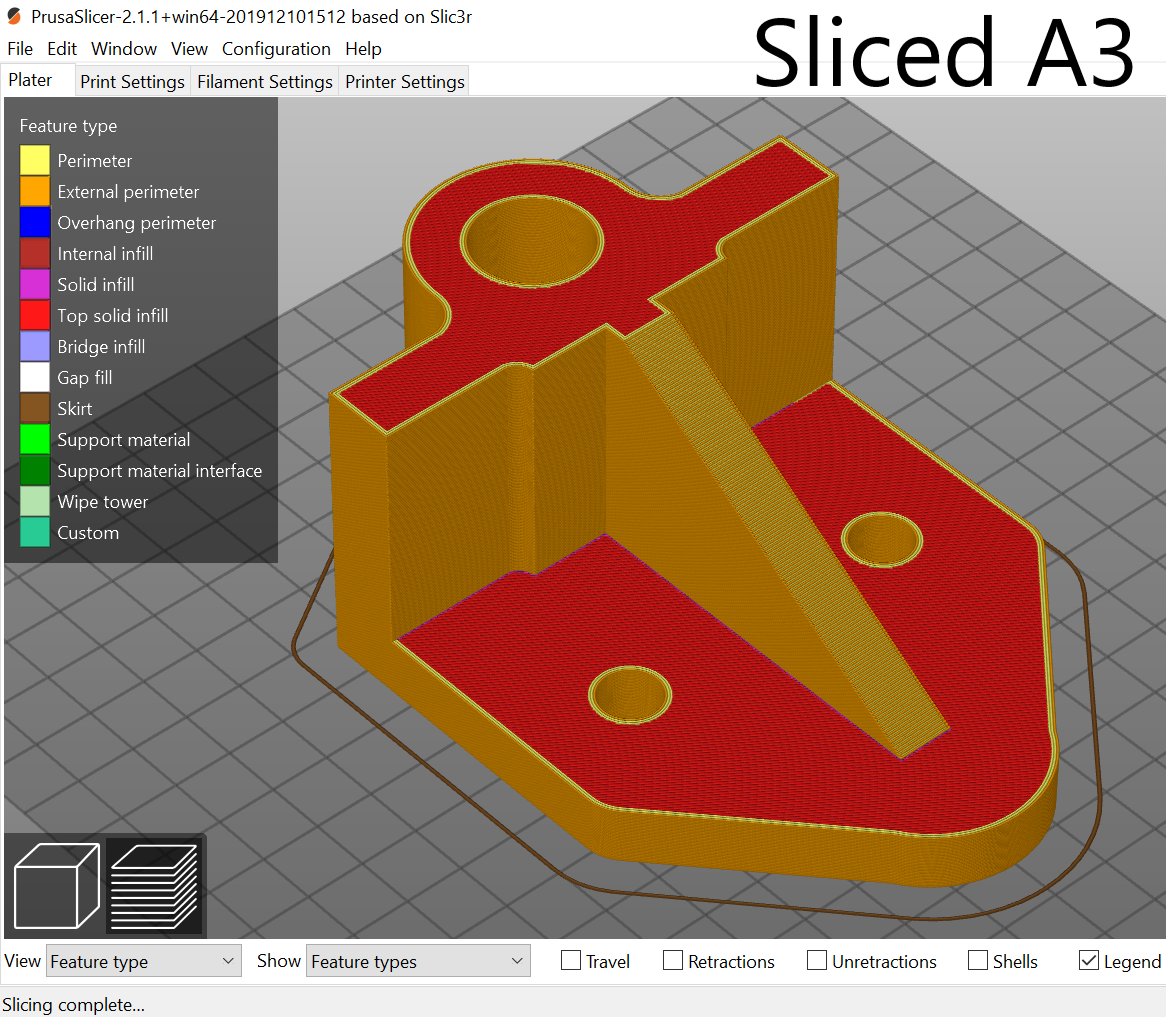 PrusaSlicer-2.1.1+win64-201912101512 based on Slic3r
File Edit Window View Configuration Help
Sliced A3
Plater Print Settings Filament Settings Printer Settings
Feature type
Perimeter
External perimeter
Overhang perimeter
Internal infill
Solid infill
Top solid infill
Bridge infill
Gap fill
Skirt
Support material
Support material interface
Wipe tower
Custom
View Feature type Show Feature types Travel Retractions Unretractions Shells Legend
Slicing complete...